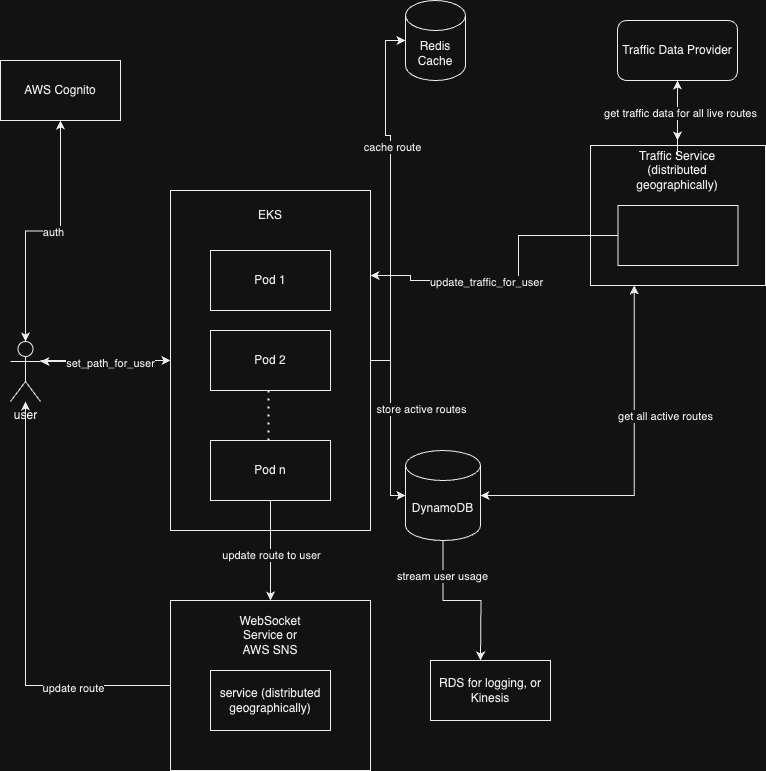 Redis
Cache
Traffic Data Provider
AWS Cognito
get traffic data for all live routes
cache route
Traffic Service
(distributed
geographically)
EKS
auth
Pod 1
update_traffic_for_user
set_path_for_user
Pod 2
user
store active routes
get all active routes
Pod n
DynamoDB
update route to user
stream user usage
WebSocket
Service or
AWS SNS
update route
service (distributed
geographically)
RDS for logging, or
Kinesis